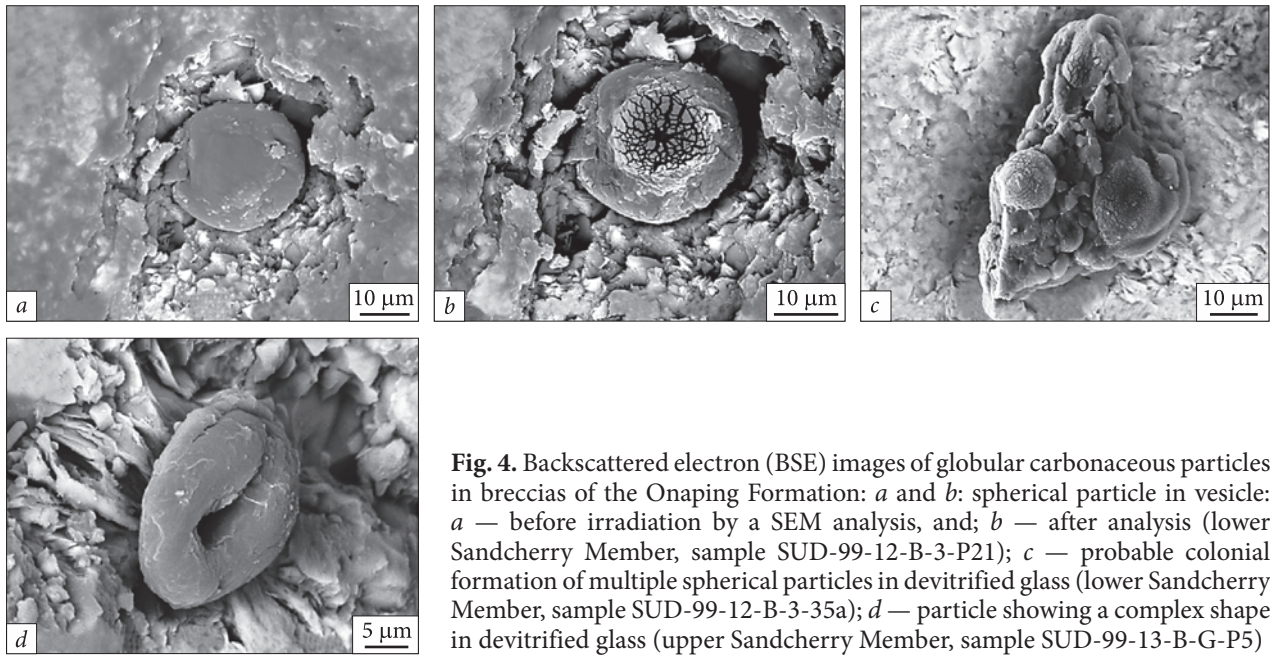 a
10 µm
b
10 µm
c
10 µm
d
5 µm
Fig. 4. Backscattered electron (BSE) images of globular carbonaceous particles
in breccias of the Onaping Formation: a and b: spherical particle in vesicle:
a — before irradiation by a SEM analysis, and; b — after analysis (lower
Sandcherry Member, sample SUD-99-12-B-3-P21); c — probable colonial
formation of multiple spherical particles in devitrified glass (lower Sandcherry
Member, sample SUD-99-12-B-3-35a); d — particle showing a complex shape
in devitrified glass (upper Sandcherry Member, sample SUD-99-13-B-G-P5)